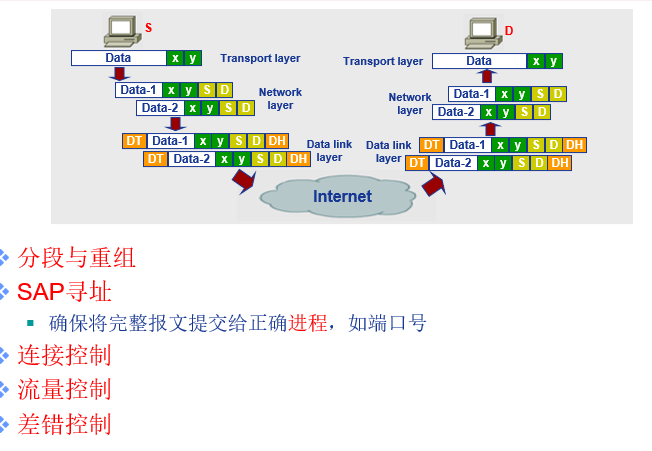 S
D
Data x y Transport layer
Transport layer Data x y
Data-1 x y S D Network layer
Data-2 x y S D
Network layer Data-1 x y S D
Data-2 x y S D
DT Data-1 x y S D DH Data link layer
DT Data-2 x y S D DH
Data link layer DT Data-1 x y S D DH
DT Data-2 x y S D DH
Internet
分段与重组
SAP寻址
确保将完整报文提交给正确进程，如端口号
连接控制
流量控制
差错控制